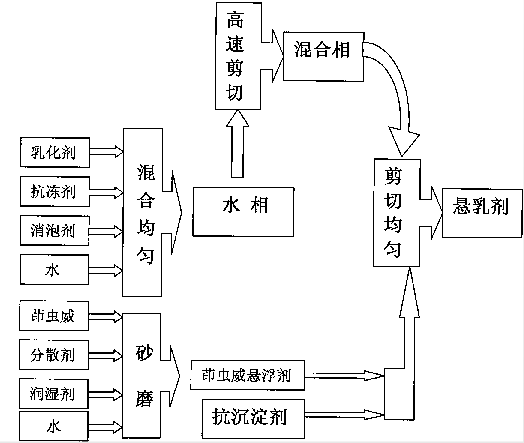 高速剪切
混合相
乳化剂
抗冻剂
消泡剂
水
混合均匀
水 相
剪切均匀
悬乳剂
茚虫威
分散剂
润湿剂
水
砂磨
茚虫威悬浮剂
抗沉淀剂